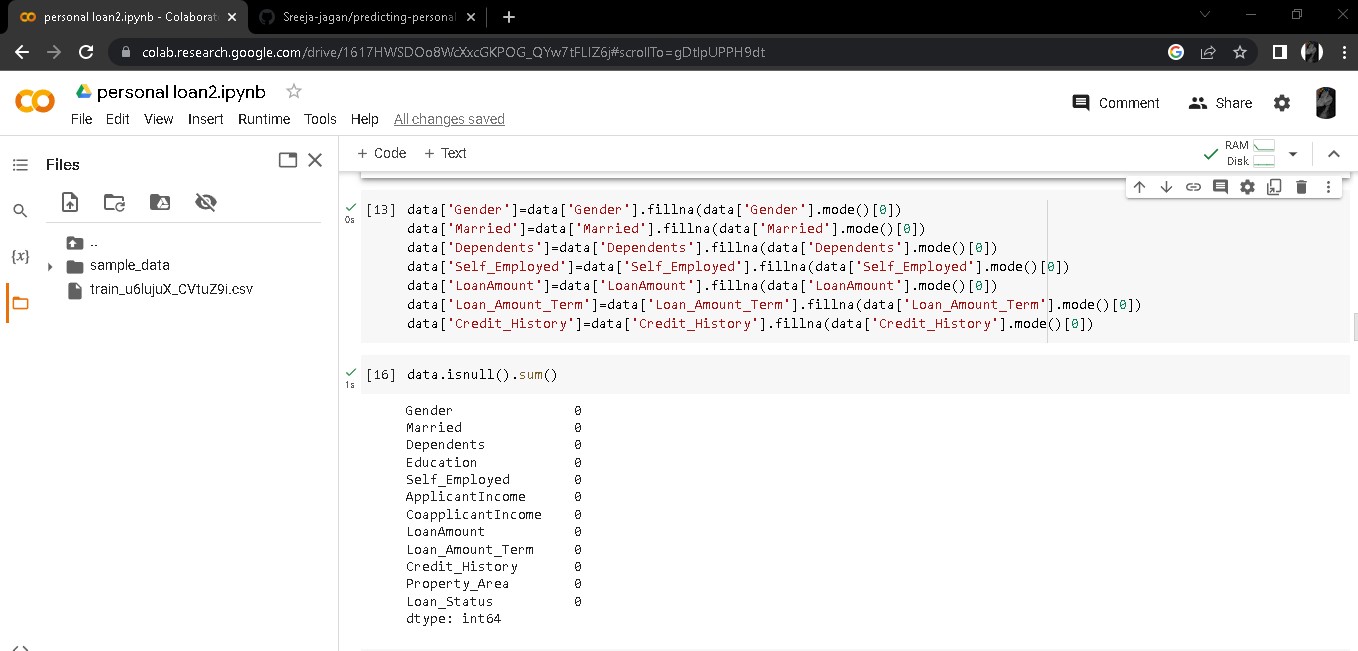 personal loan2.ipynb - Colaborat
Sreeja-jagan/predicting-personal
colab.research.google.com/drive/1617HWSDOo8WcXxcGKPOG_QYw7tFLIZ6j#scrollTo=gDtlpUPPH9dt
personal loan2.ipynb
File Edit View Insert Runtime Tools Help All changes saved
Comment
Share
Files
+ Code + Text
RAM
Disk
..
sample_data
train_u6lujuX_CVtuZ9i.csv
{x}
0s
[13] data['Gender']=data['Gender'].fillna(data['Gender'].mode()[0])
data['Married']=data['Married'].fillna(data['Married'].mode()[0])
data['Dependents']=data['Dependents'].fillna(data['Dependents'].mode()[0])
data['Self_Employed']=data['Self_Employed'].fillna(data['Self_Employed'].mode()[0])
data['LoanAmount']=data['LoanAmount'].fillna(data['LoanAmount'].mode()[0])
data['Loan_Amount_Term']=data['Loan_Amount_Term'].fillna(data['Loan_Amount_Term'].mode()[0])
data['Credit_History']=data['Credit_History'].fillna(data['Credit_History'].mode()[0])
1s
[16] data.isnull().sum()
Gender 0
Married 0
Dependents 0
Education 0
Self_Employed 0
ApplicantIncome 0
CoapplicantIncome 0
LoanAmount 0
Loan_Amount_Term 0
Credit_History 0
Property_Area 0
Loan_Status 0
dtype: int64